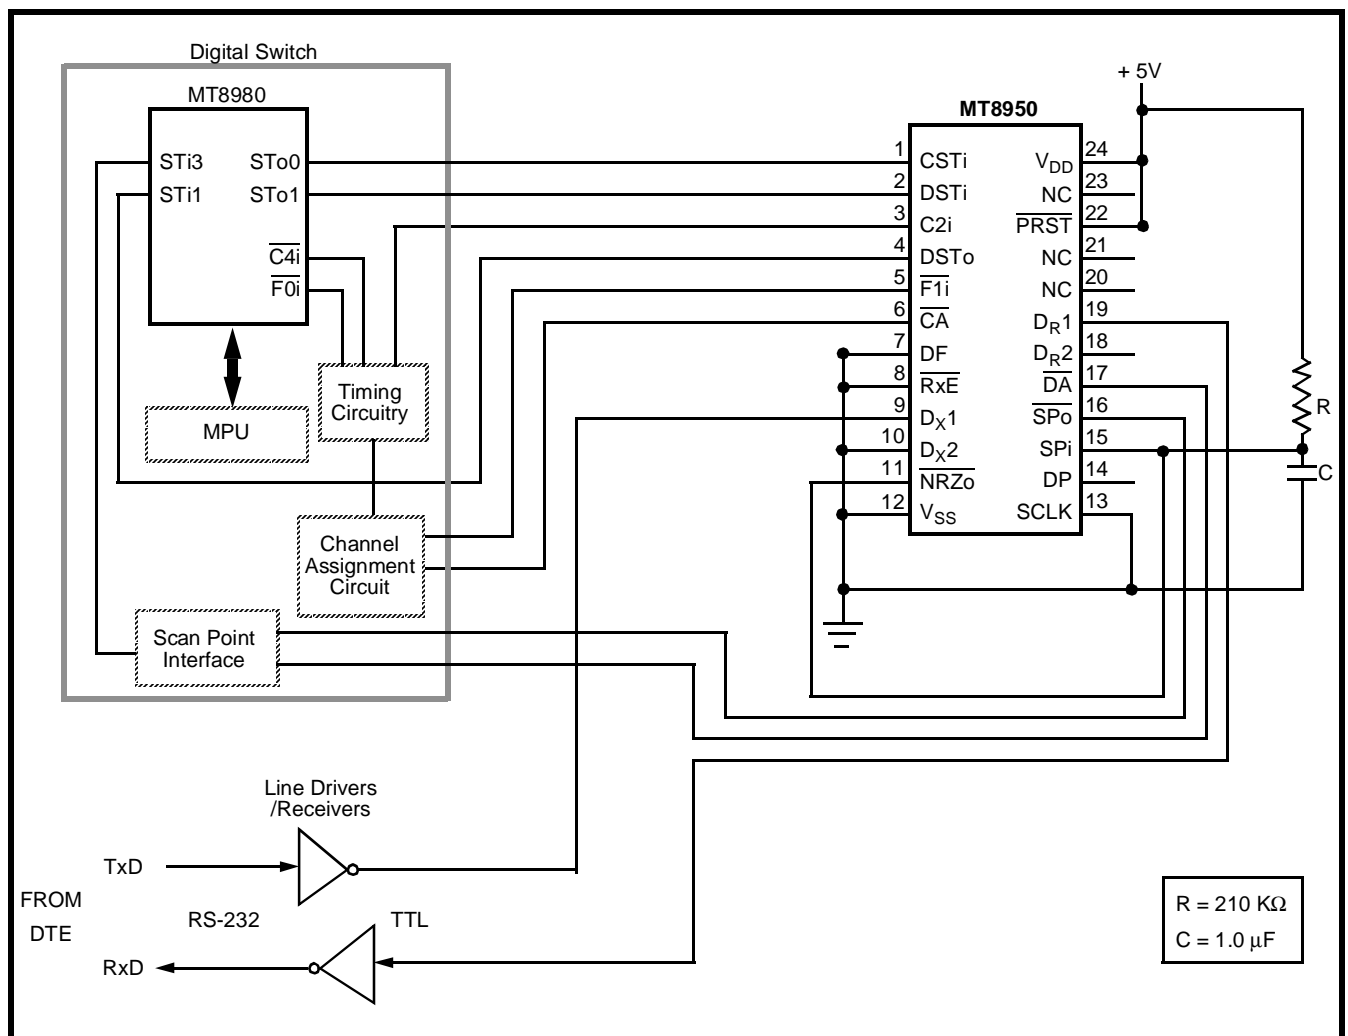 Digital Switch
MT8980
STi3 STo0
STi1 STo1
C4i
F0i
MPU
Timing
Circuitry
Channel
Assignment
Circuit
Scan Point
Interface
+ 5V
MT8950
1 CSTi VDD 24
2 DSTi NC 23
3 C2i PRST 22
4 DSTo NC 21
5 F1i NC 20
6 CA DR1 19
7 DF DR2 18
8 RxE DA 17
9 DX1 SPo 16
10 DX2 SPi 15
11 NRZo DP 14
12 VSS SCLK 13
R
C
Line Drivers
/Receivers
TxD
FROM
DTE
RS-232 TTL
RxD
R = 210 KΩ
C = 1.0 μF